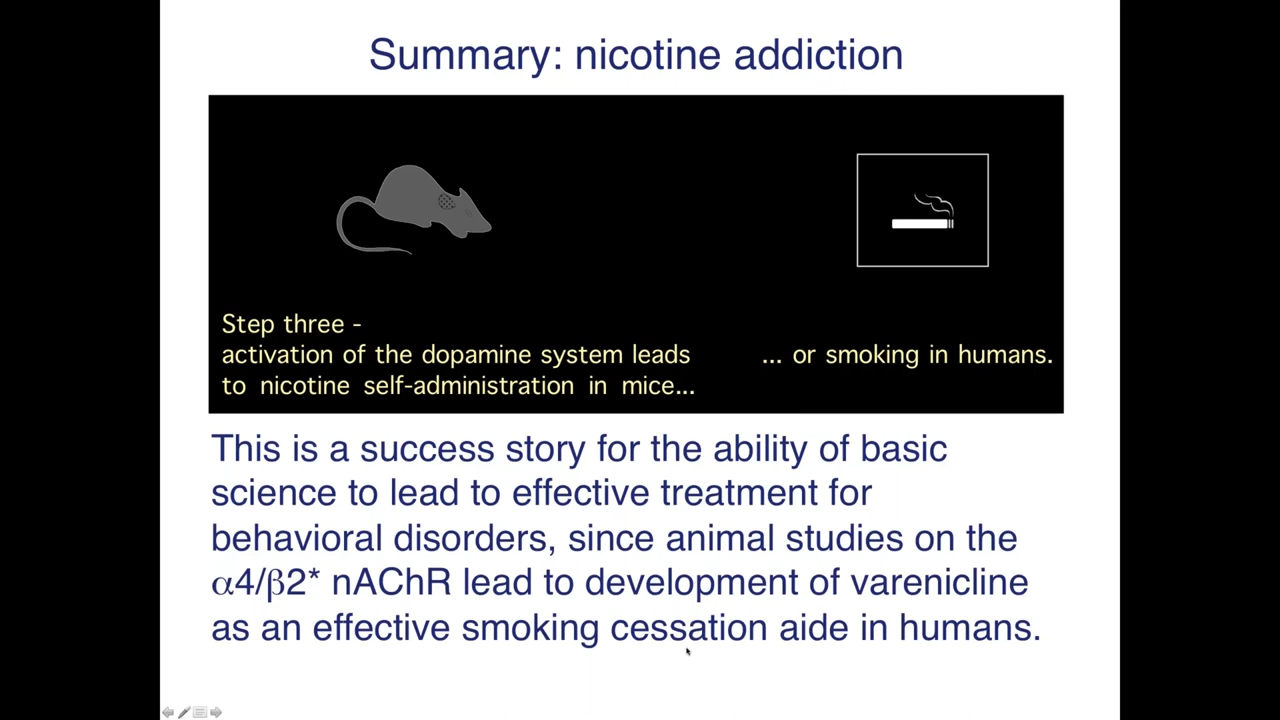 Summary: nicotine addiction
Step three -
activation of the dopamine system leads
to nicotine self-administration in mice...
... or smoking in humans.
This is a success story for the ability of basic
science to lead to effective treatment for
behavioral disorders, since animal studies on the
α4/β2* nAChR lead to development of varenicline
as an effective smoking cessation aide in humans.